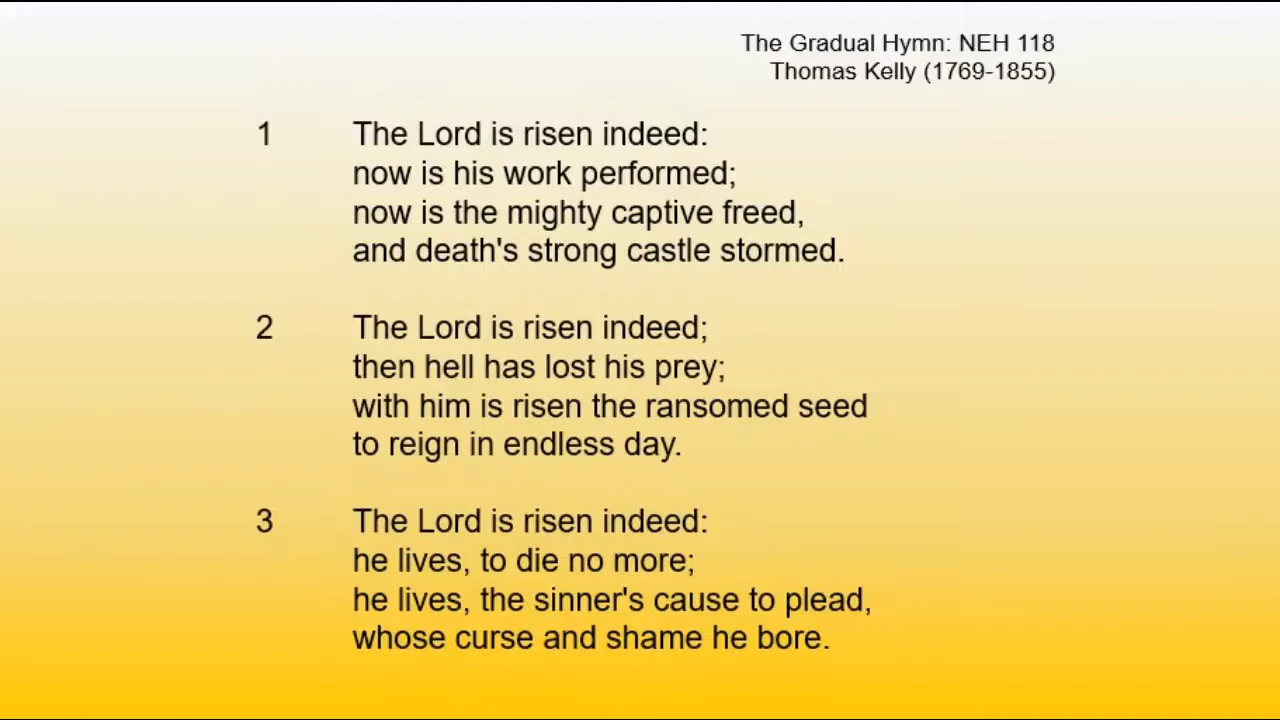 The Gradual Hymn: NEH 118
Thomas Kelly (1769-1855)
1 The Lord is risen indeed:
now is his work performed;
now is the mighty captive freed,
and death's strong castle stormed.
2 The Lord is risen indeed;
then hell has lost his prey;
with him is risen the ransomed seed
to reign in endless day.
3 The Lord is risen indeed:
he lives, to die no more;
he lives, the sinner's cause to plead,
whose curse and shame he bore.